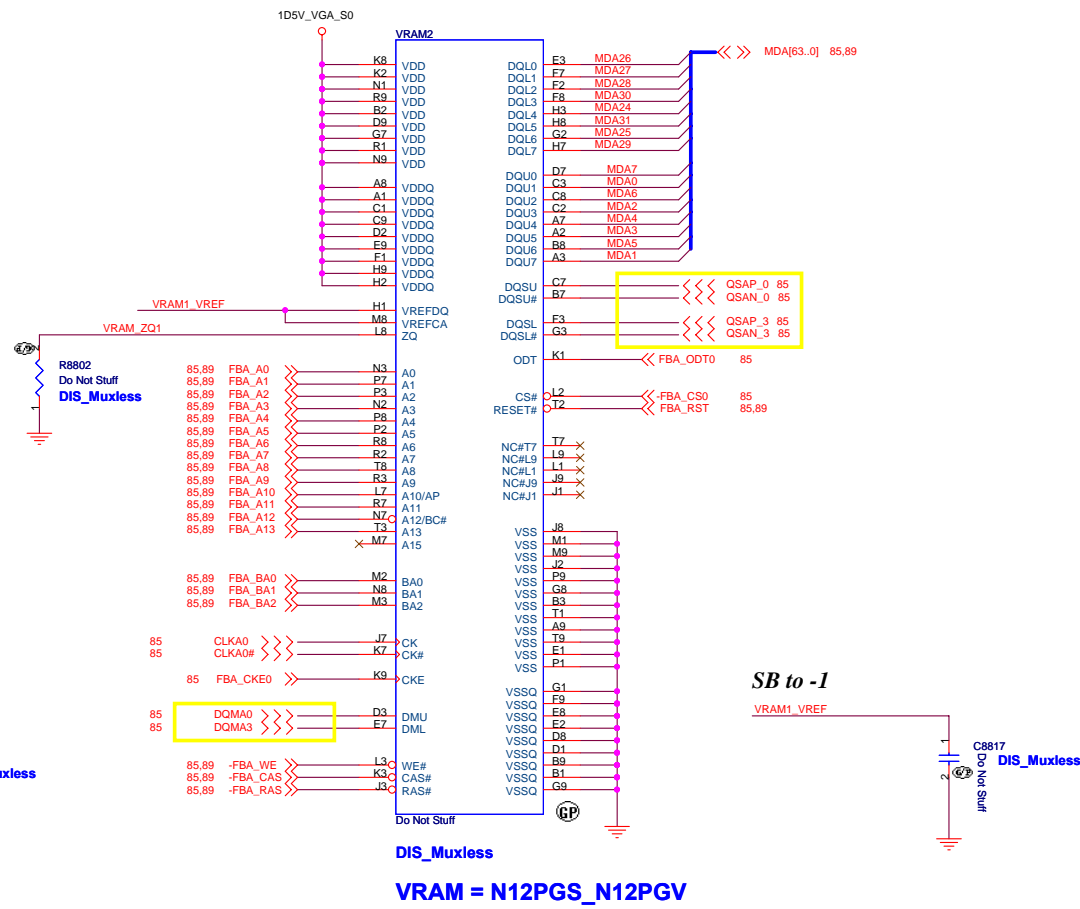 1D5V_VGA_S0
VRAM2
K8 VDD
K2 VDD
N1 VDD
R9 VDD
B2 VDD
D9 VDD
G7 VDD
R1 VDD
N9 VDD
A8 VDDQ
A1 VDDQ
C1 VDDQ
C9 VDDQ
D2 VDDQ
E9 VDDQ
F1 VDDQ
H9 VDDQ
H2 VDDQ
VRAM1_VREF H1 VREFDQ
M8 VREFCA
VRAM_ZQ1 L8 ZQ
2
R8802
Do Not Stuff
DIS_Muxless
1
85,89 FBA_A0 N3 A0
85,89 FBA_A1 P7 A1
85,89 FBA_A2 P3 A2
85,89 FBA_A3 N2 A3
85,89 FBA_A4 P8 A4
85,89 FBA_A5 P2 A5
85,89 FBA_A6 R8 A6
85,89 FBA_A7 R2 A7
85,89 FBA_A8 T8 A8
85,89 FBA_A9 R3 A9
85,89 FBA_A10 L7 A10/AP
85,89 FBA_A11 R7 A11
85,89 FBA_A12 N7 A12/BC#
85,89 FBA_A13 T3 A13
M7 A15
85,89 FBA_BA0 M2 BA0
85,89 FBA_BA1 N8 BA1
85,89 FBA_BA2 M3 BA2
85 CLKA0 J7 CK
85 CLKA0# K7 CK#
85 FBA_CKE0 K9 CKE
85 DQMA0 D3 DMU
85 DQMA3 E7 DML
85,89 -FBA_WE L3 WE#
85,89 -FBA_CAS K3 CAS#
85,89 -FBA_RAS J3 RAS#
DQL0 E3 MDA26
DQL1 F7 MDA27
DQL2 F2 MDA28
DQL3 F8 MDA30
DQL4 H3 MDA24
DQL5 H8 MDA31
DQL6 G2 MDA25
DQL7 H7 MDA29
MDA[63..0] 85,89
DQU0 D7 MDA7
DQU1 C3 MDA0
DQU2 C8 MDA6
DQU3 C2 MDA2
DQU4 A7 MDA4
DQU5 A2 MDA3
DQU6 B8 MDA5
DQU7 A3 MDA1
DQSU C7 QSAP_0 85
DQSU# B7 QSAN_0 85
DQSL F3 QSAP_3 85
DQSL# G3 QSAN_3 85
ODT K1 FBA_ODT0 85
CS# L2 -FBA_CS0 85
RESET# T2 FBA_RST 85,89
NC#T7 T7
NC#L9 L9
NC#L1 L1
NC#J9 J9
NC#J1 J1
VSS J8
VSS M1
VSS M9
VSS J2
VSS P9
VSS G8
VSS B3
VSS T1
VSS A9
VSS T9
VSS E1
VSS P1
VSSQ G1
VSSQ F9
VSSQ E8
VSSQ E2
VSSQ D8
VSSQ D1
VSSQ B9
VSSQ B1
VSSQ G9
GP
Do Not Stuff
DIS_Muxless
VRAM = N12PGS_N12PGV
SB to -1
VRAM1_VREF
1
C8817
Do Not Stuff
DIS_Muxless
2